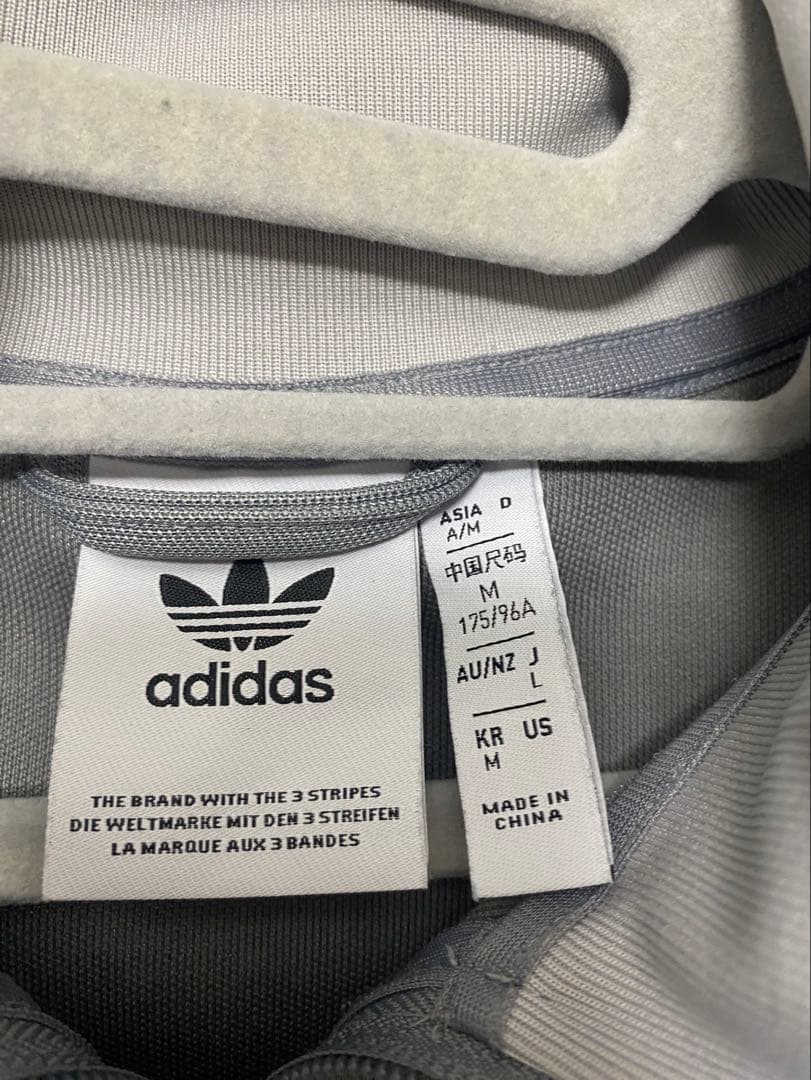 adidas
THE BRAND WITH THE 3 STRIPES
DIE WELTMARKE MIT DEN 3 STREIFEN
LA MARQUE AUX 3 BANDES
ASIA D
A/M
中国尺码
M
175/96A
AU/NZ J
L
KR US
M
MADE IN
CHINA